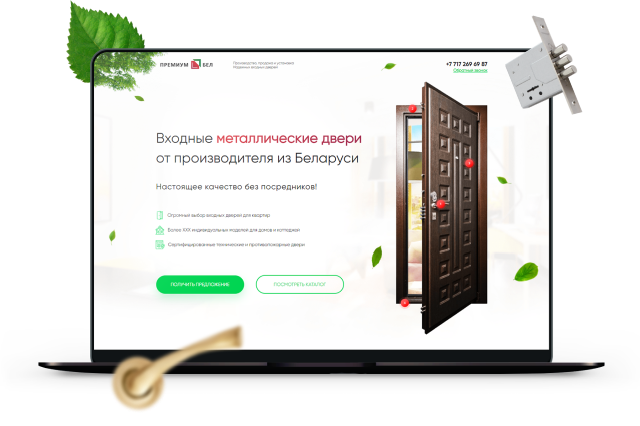 ПРЕМИУМ БЕЛ
Производство, продажа и установка
надежных входных дверей
+7 717 269 69 87
Обратный звонок
Входные металлические двери
от производителя из Беларуси
Настоящее качество без посредников!
Огромный выбор входных дверей для квартир
Более XXX индивидуальных моделей для домов и коттеджей
Сертифицированные технические и противопожарные двери
ПОЛУЧИТЬ ПРЕДЛОЖЕНИЕ
ПОСМОТРЕТЬ КАТАЛОГ